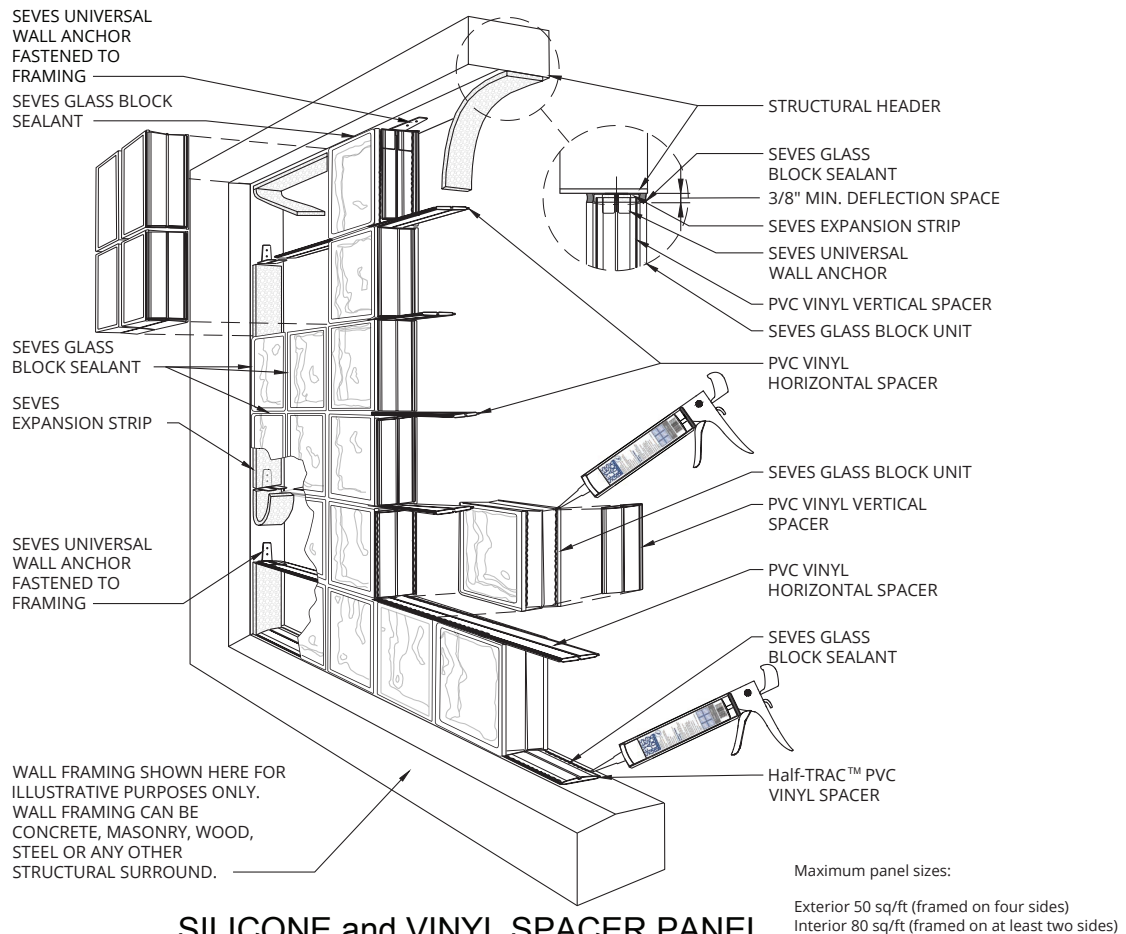 SEVES UNIVERSAL
WALL ANCHOR
FASTENED TO
FRAMING
SEVES GLASS BLOCK
SEALANT
SEVES GLASS
BLOCK SEALANT
SEVES
EXPANSION STRIP
SEVES UNIVERSAL
WALL ANCHOR
FASTENED TO
FRAMING
WALL FRAMING SHOWN HERE FOR
ILLUSTRATIVE PURPOSES ONLY.
WALL FRAMING CAN BE
CONCRETE, MASONRY, WOOD,
STEEL OR ANY OTHER
STRUCTURAL SURROUND.
STRUCTURAL HEADER
SEVES GLASS
BLOCK SEALANT
3/8" MIN. DEFLECTION SPACE
SEVES EXPANSION STRIP
SEVES UNIVERSAL
WALL ANCHOR
PVC VINYL VERTICAL SPACER
SEVES GLASS BLOCK UNIT
PVC VINYL
HORIZONTAL SPACER
SEVES GLASS BLOCK UNIT
PVC VINYL VERTICAL
SPACER
PVC VINYL
HORIZONTAL SPACER
SEVES GLASS
BLOCK SEALANT
Half-TRAC™ PVC
VINYL SPACER
Maximum panel sizes:
Exterior 50 sq/ft (framed on four sides)
Interior 80 sq/ft (framed on at least two sides)
SILICONE and VINYL SPACER PANEL